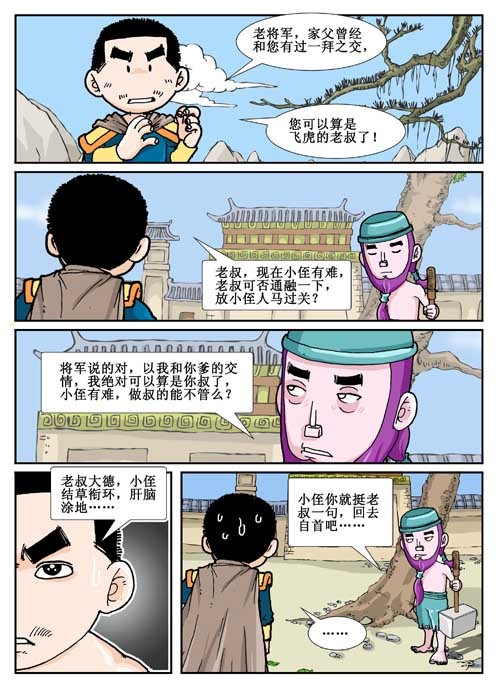 老将军，家父曾经
和您有过一拜之交，
您可以算是
飞虎的老叔了！
老叔，现在小侄有难，
老叔可否通融一下，
放小侄人马过关？
将军说的对，以我和你爹的交
情，我绝对可以算是你叔了，
小侄有难，做叔的能不管么？
老叔大德，小侄
结草衔环，肝脑
涂地……
小侄你就挺老
叔一句，回去
自首吧……
……